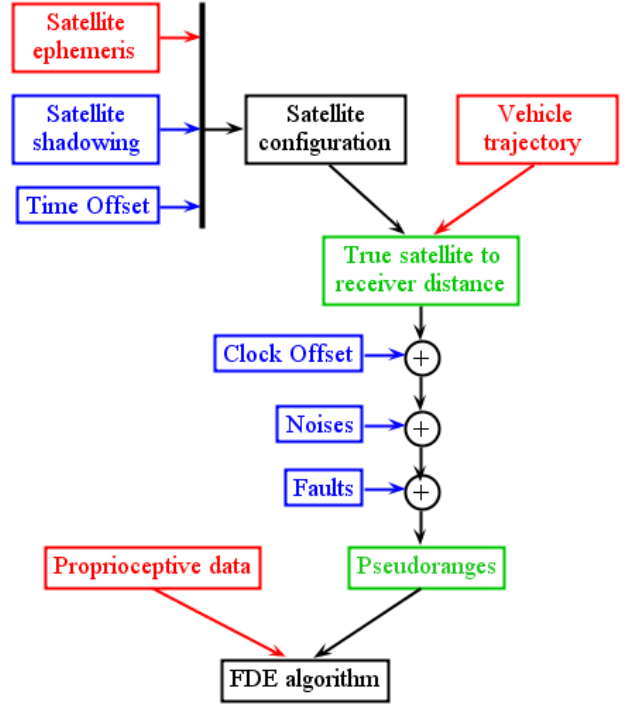 Satellite
ephemeris
Satellite
shadowing
Time Offset
Satellite
configuration
Vehicle
trajectory
True satellite to
receiver distance
Clock Offset
+
Noises
+
Faults
+
Proprioceptive data
Pseudoranges
FDE algorithm